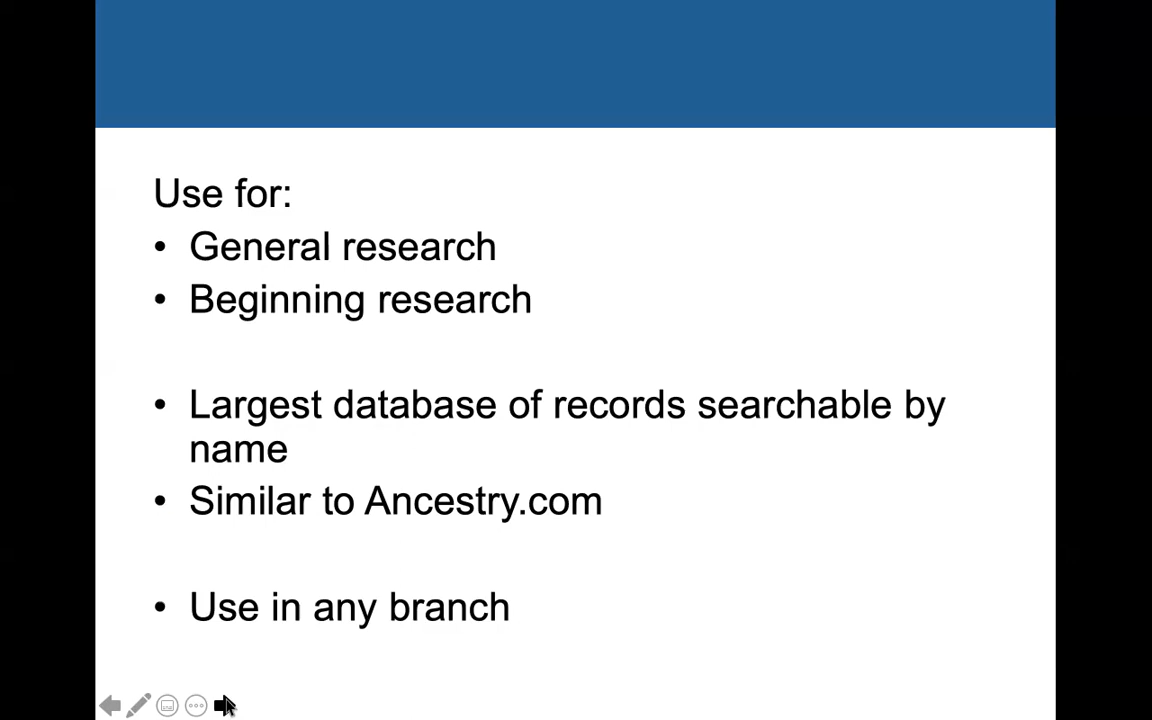 Use for:
• General research
• Beginning research
• Largest database of records searchable by
name
• Similar to Ancestry.com
• Use in any branch